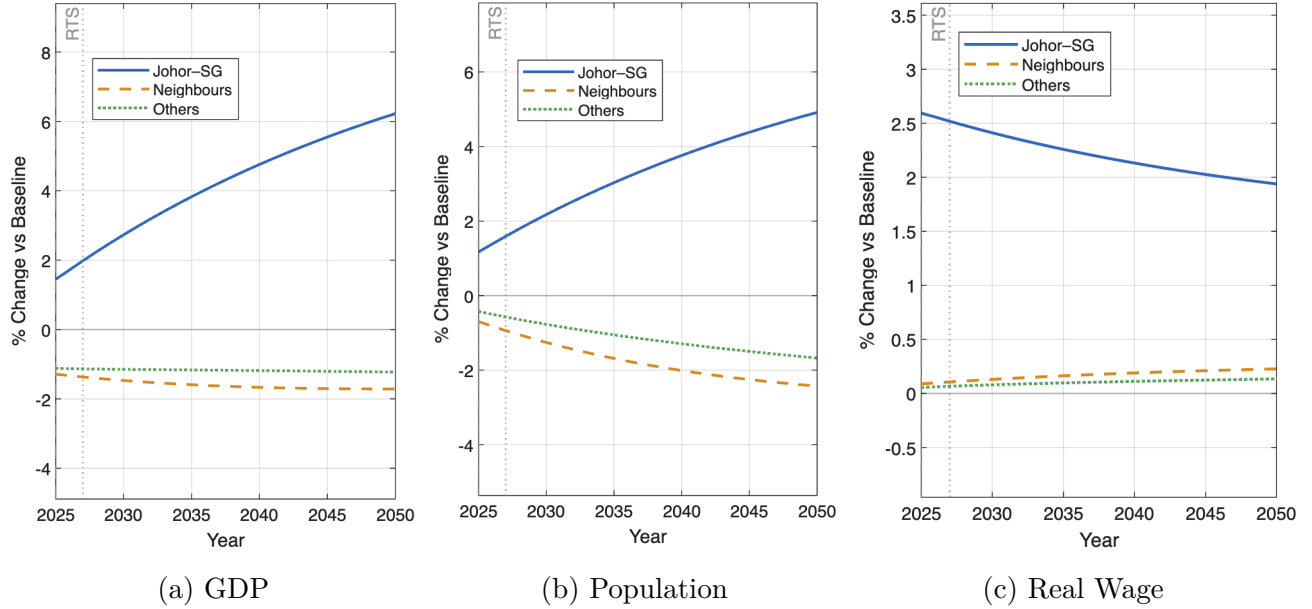 RTS
8
6
4
2
0
-2
-4
Johor–SG
Neighbours
Others
% Change vs Baseline
2025 2030 2035 2040 2045 2050
Year
(a) GDP
RTS
6
4
2
0
-2
-4
Johor–SG
Neighbours
Others
% Change vs Baseline
2025 2030 2035 2040 2045 2050
Year
(b) Population
RTS
3.5
3
2.5
2
1.5
1
0.5
0
-0.5
Johor–SG
Neighbours
Others
% Change vs Baseline
2025 2030 2035 2040 2045 2050
Year
(c) Real Wage